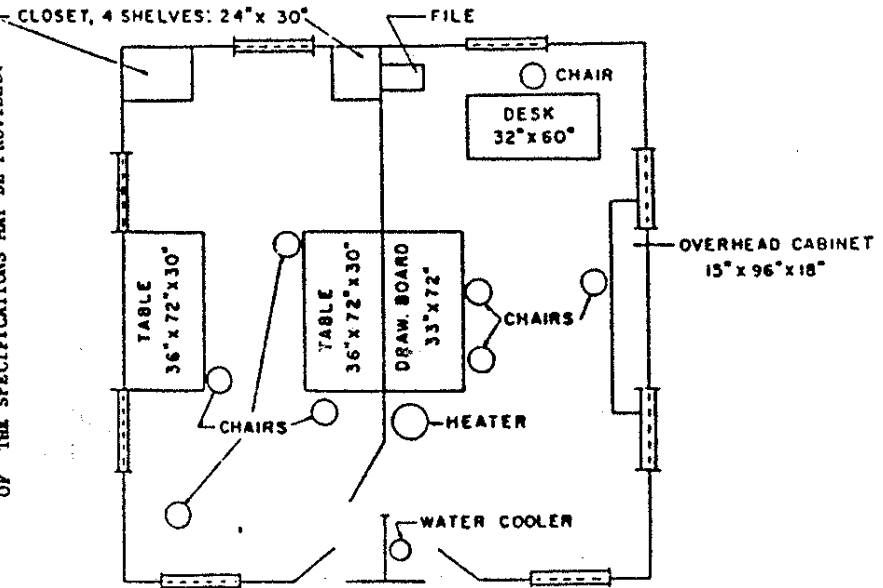 CLOSET, 4 SHELVES: 24" x 30"
FILE
CHAIR
DESK
32" X 60"
OVERHEAD CABINET
15" x 96" x 18"
TABLE
36" X 72" X 30"
TABLE
36" X 72" X 30"
DRAW. BOARD
33" X 72"
CHAIRS
CHAIRS
HEATER
WATER COOLER
OF THE SPECIFICATIONS MAY BE PROVIDED.